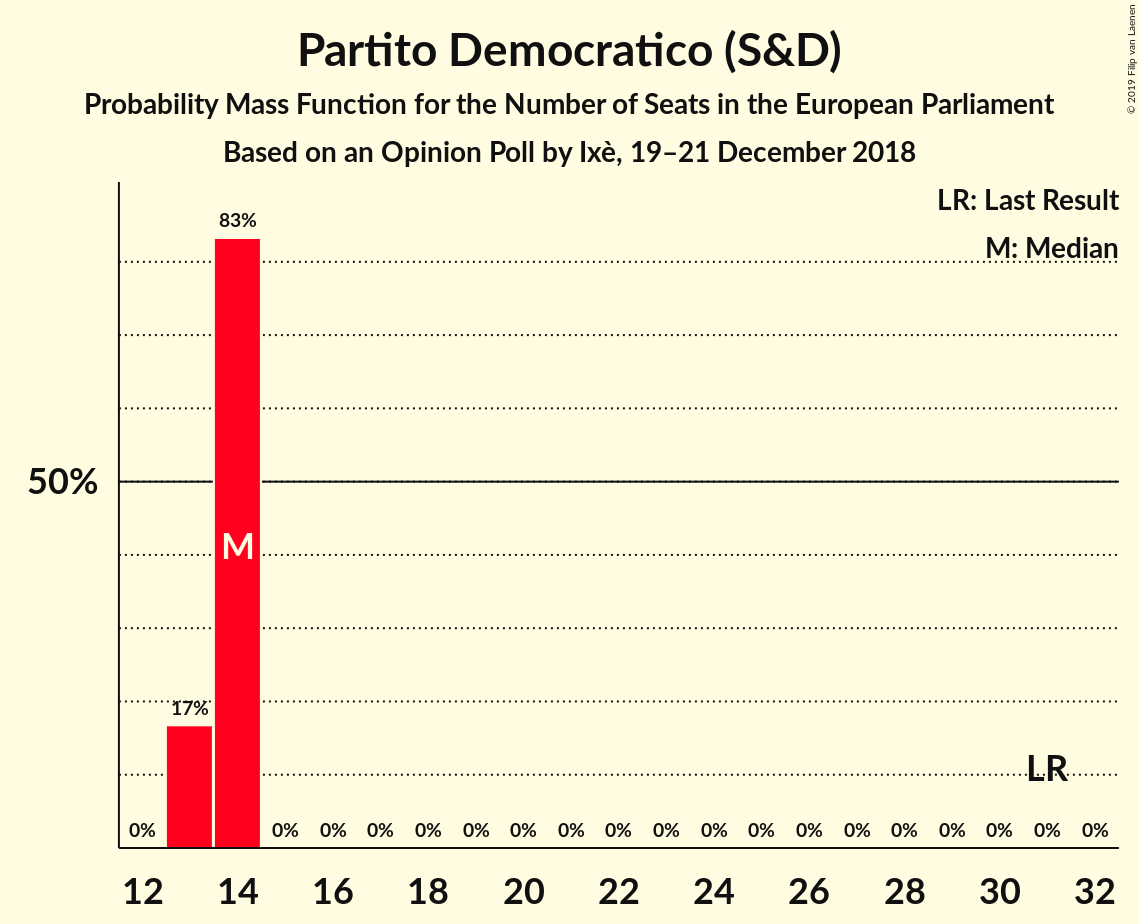 Partito Democratico (S&D)
Probability Mass Function for the Number of Seats in the European Parliament
Based on an Opinion Poll by Ixè, 19–21 December 2018
© 2019 Filip van Laenen
LR: Last Result
M: Median
83%
50%
M
17%
LR
0% 0% 0% 0% 0% 0% 0% 0% 0% 0% 0% 0% 0% 0% 0% 0% 0% 0% 0%
12 14 16 18 20 22 24 26 28 30 32